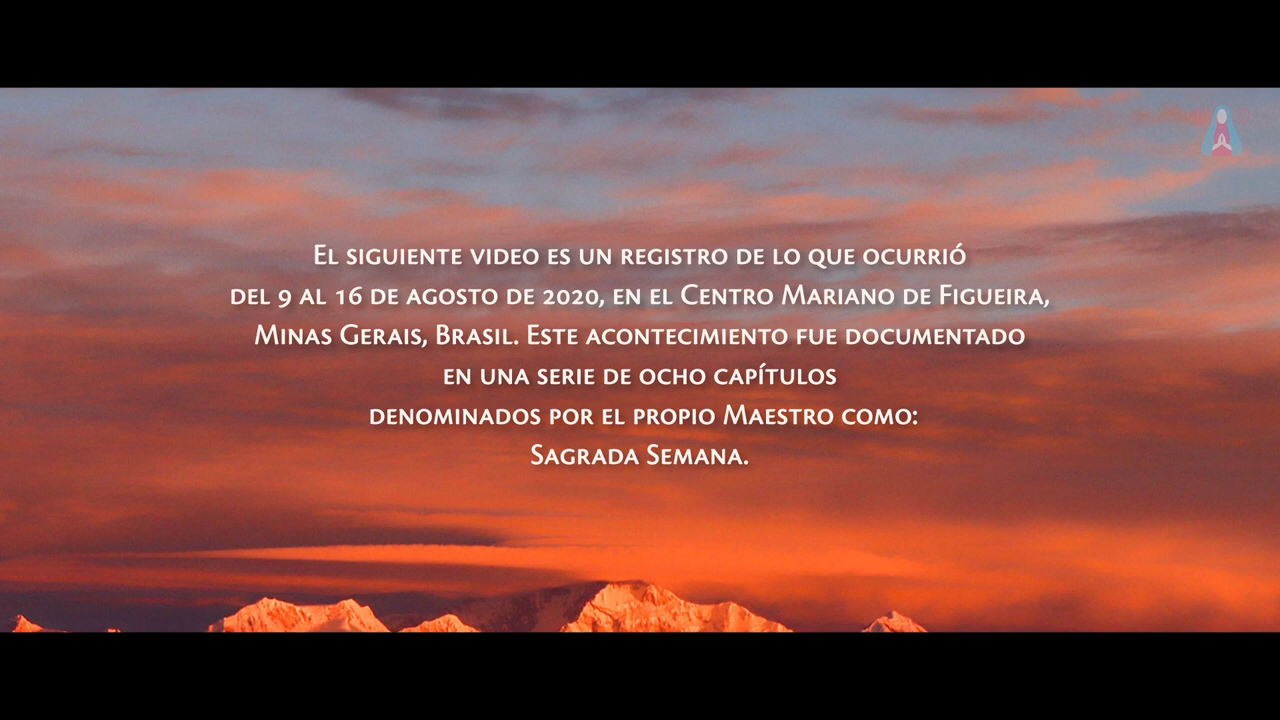 El siguiente video es un registro de lo que ocurrió
del 9 al 16 de agosto de 2020, en el Centro Mariano de Figueira,
Minas Gerais, Brasil. Este acontecimiento fue documentado
en una serie de ocho capítulos
denominados por el propio Maestro como:
Sagrada Semana.